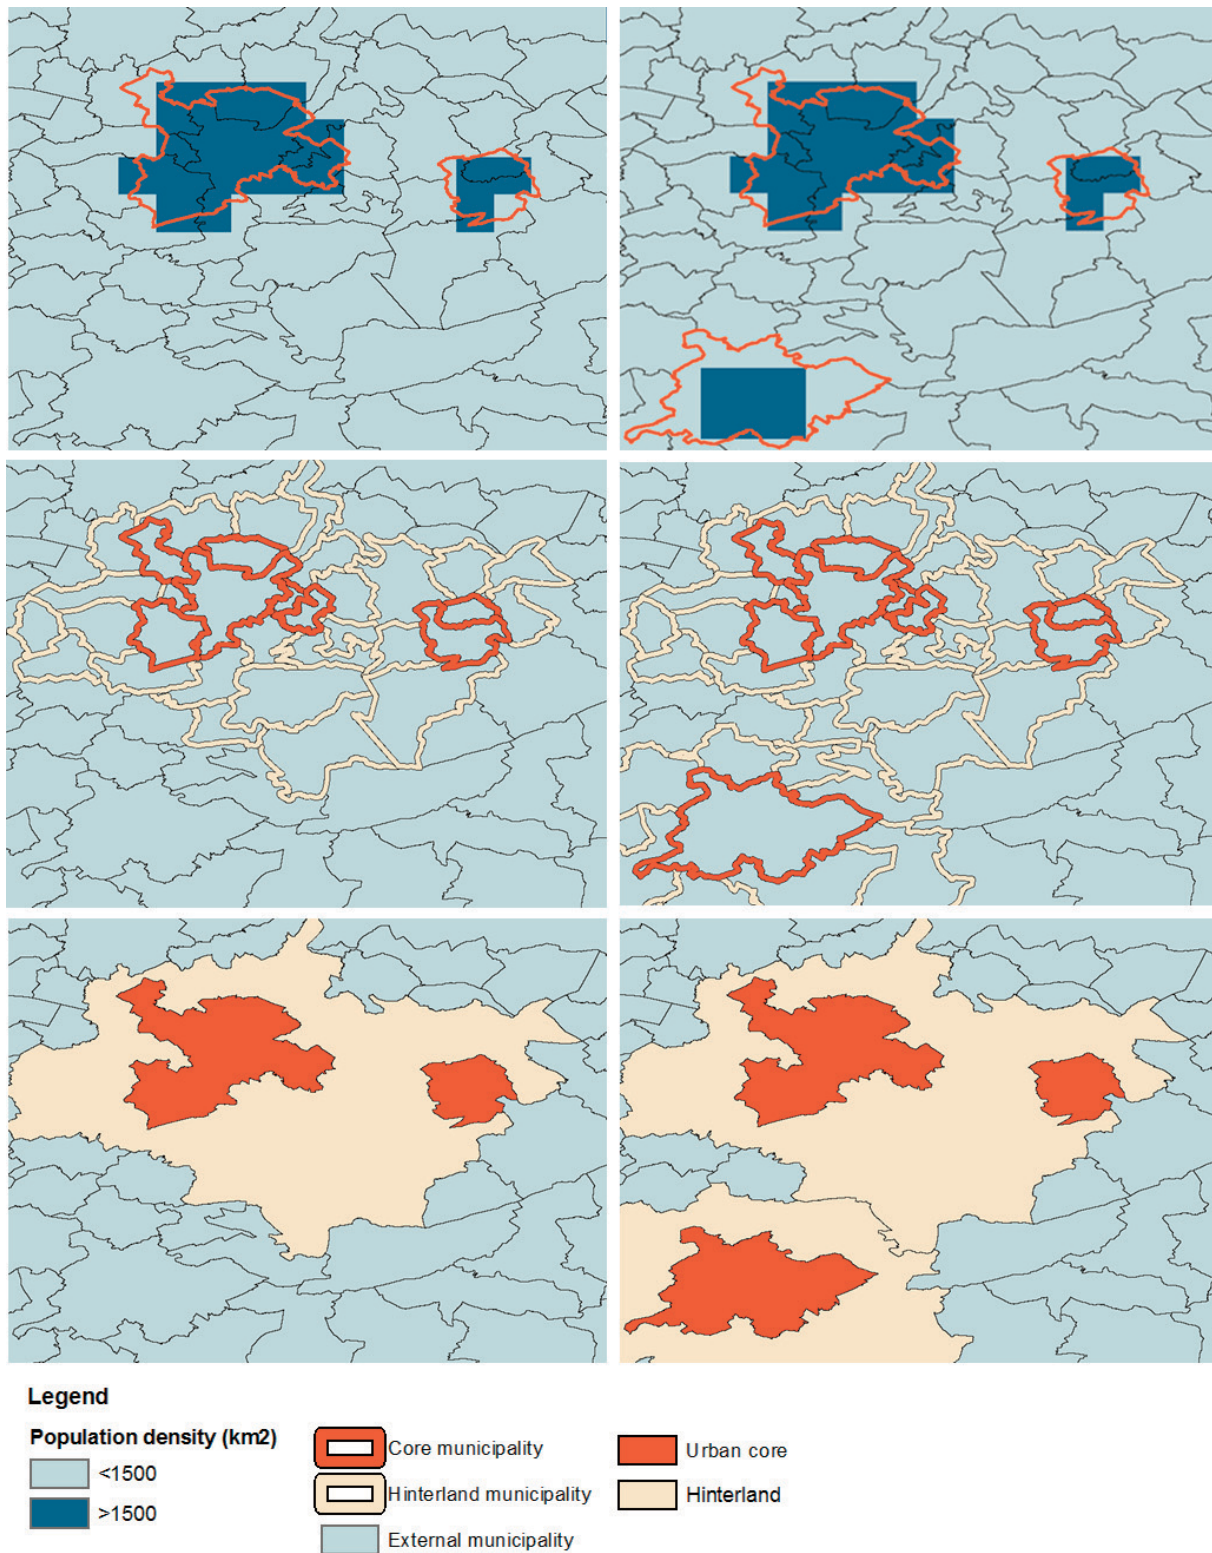 Legend
Population density (km2)
<1500
>1500
Core municipality
Hinterland municipality
External municipality
Urban core
Hinterland